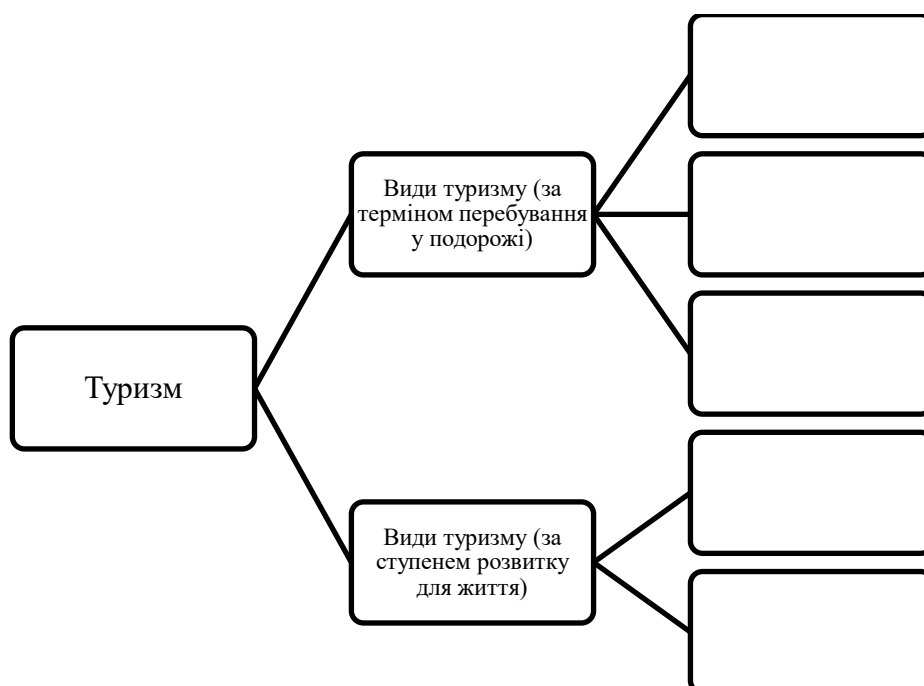 Види туризму (за
терміном перебування
у подорожі)
Туризм
Види туризму (за
ступенем розвитку
для життя)